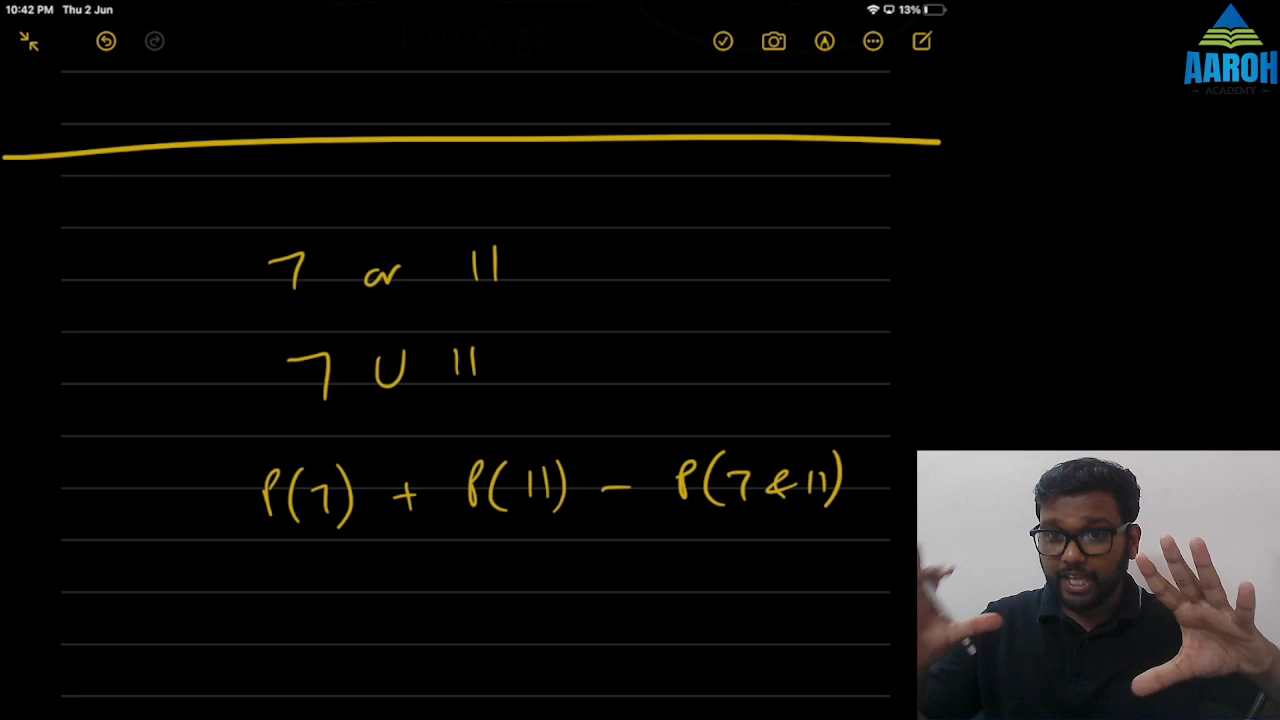 10:42 PM Thu 2 Jun
13%
AAROH
ACADEMY
7 or 11
7 ∪ 11
P(7) + P(11) - P(7 & 11)